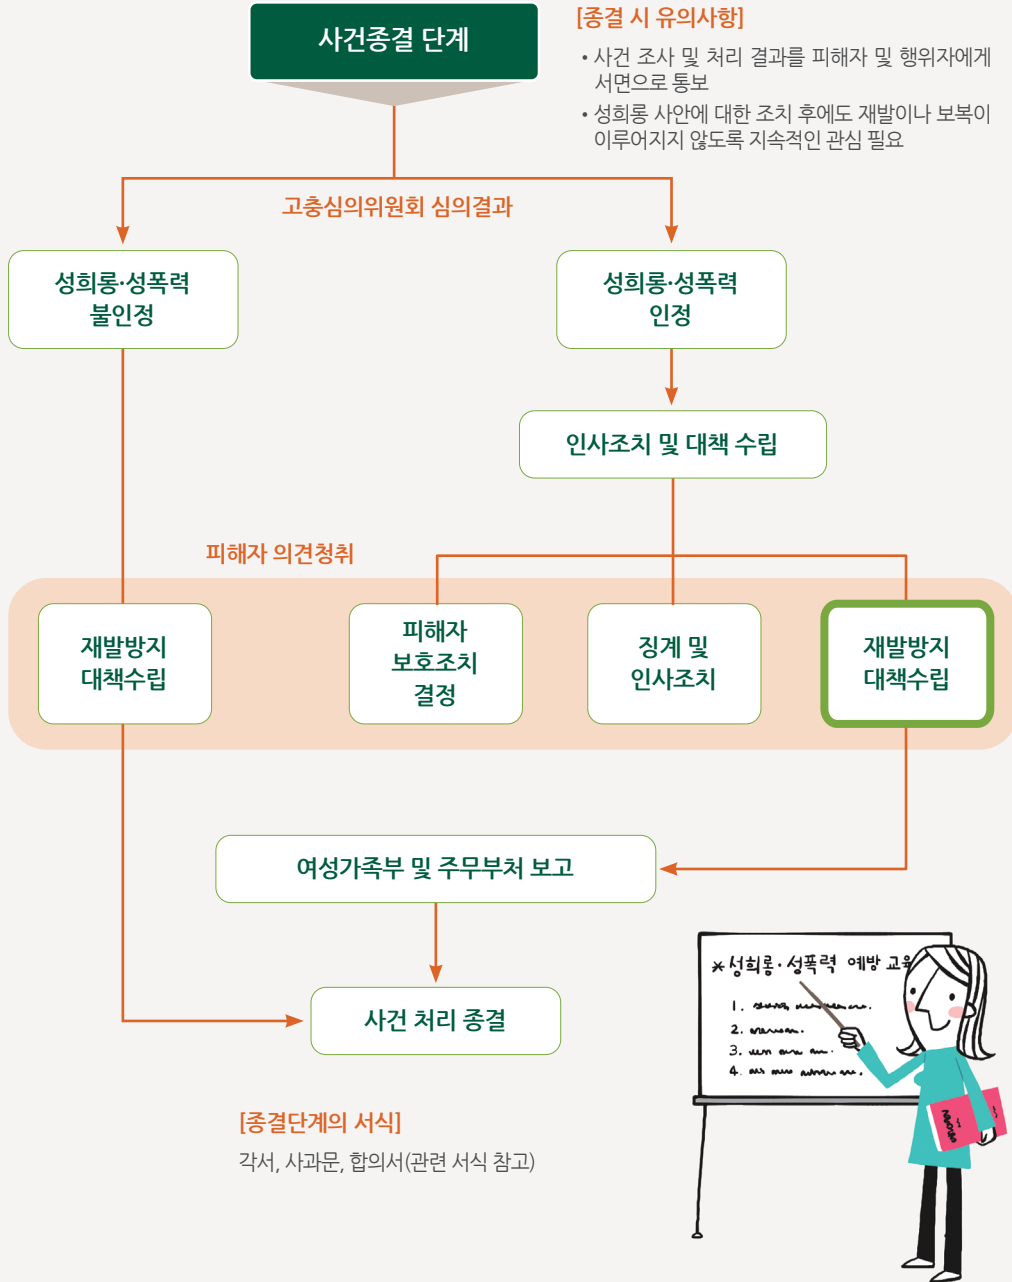 사건종결 단계
[종결 시 유의사항]
• 사건 조사 및 처리 결과를 피해자 및 행위자에게
서면으로 통보
• 성희롱 사안에 대한 조치 후에도 재발이나 보복이
이루어지지 않도록 지속적인 관심 필요
고충심의위원회 심의결과
성희롱·성폭력
불인정
성희롱·성폭력
인정
인사조치 및 대책 수립
피해자 의견청취
재발방지
대책수립
피해자
보호조치
결정
징계 및
인사조치
재발방지
대책수립
여성가족부 및 주무부처 보고
사건 처리 종결
*성희롱·성폭력 예방 교육
1.
2.
3.
4.
[종결단계의 서식]
각서, 사과문, 합의서(관련 서식 참고)